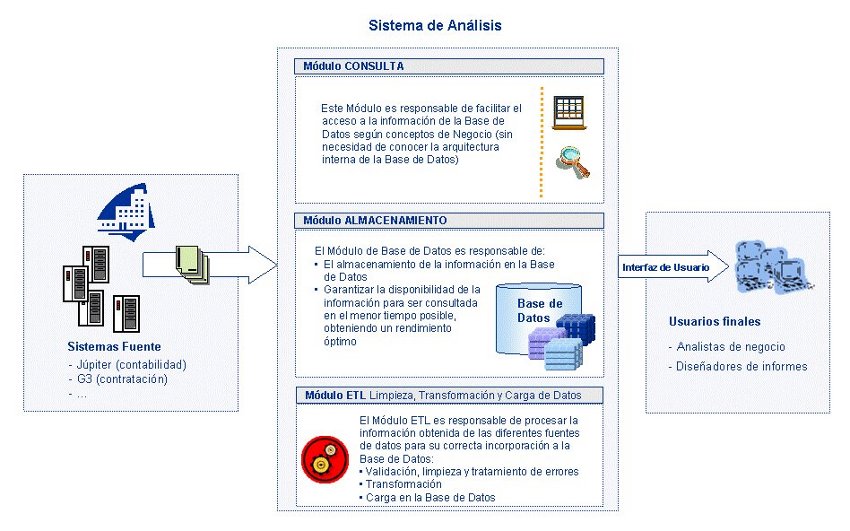 Sistema de Análisis
Módulo CONSULTA
Este Módulo es responsable de facilitar el
acceso a la información de la Base de
Datos según conceptos de Negocio (sin
necesidad de conocer la arquitectura
interna de la Base de Datos)
Sistemas Fuente
- Júpiter (contabilidad)
- G3 (contratación)
- ...
Módulo ALMACENAMIENTO
El Módulo de Base de Datos es responsable de:
• El almacenamiento de la información en la Base
de Datos
• Garantizar la disponibilidad de la
información para ser consultada
en el menor tiempo posible,
obteniendo un rendimiento
óptimo
Base de
Datos
Módulo ETL Limpieza, Transformación y Carga de Datos
El Módulo ETL es responsable de procesar la
información obtenida de las diferentes fuentes
de datos para su correcta incorporación a la
Base de Datos:
• Validación, limpieza y tratamiento de errores
• Transformación
• Carga en la Base de Datos
Interfaz de Usuario
Usuarios finales
- Analistas de negocio
- Diseñadores de informes